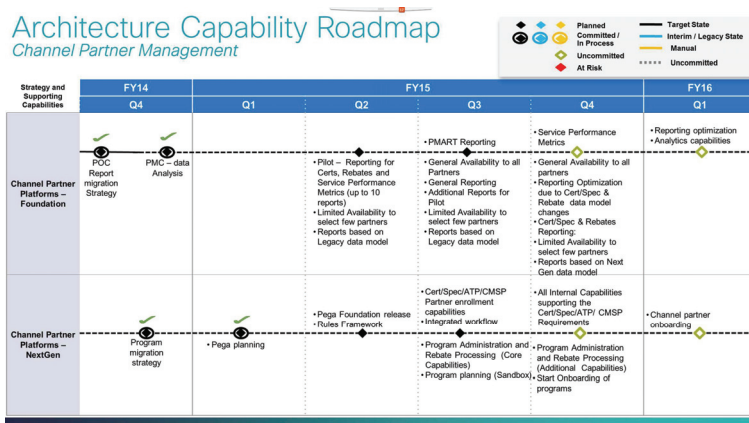 Architecture Capability Roadmap
Channel Partner Management
Planned
Committed /
In Process
Uncommitted
At Risk
Target State
Interim / Legacy State
Manual
Uncommitted
Strategy and
Supporting
Capabilities
FY14
FY15
FY16
Q4
Q1
Q2
Q3
Q4
Q1
Channel Partner
Platforms –
Foundation
POC
Report
migration
Strategy
PMC – data
Analysis
• Pilot – Reporting for
Certs, Rebates and
Service Performance
Metrics (up to 10
reports)
• Limited Availability to
select few partners
• Reports based on
Legacy data model
• PMART Reporting
• General Availability to all
Partners
• General Reporting
• Additional Reports for
Pilot
• Limited Availability to
select few partners
• Reports based on
Legacy data model
• Service Performance
Metrics
• General Availability to all
partners
• Reporting Optimization
due to Cert/Spec &
Rebate data model
changes
• Cert/Spec & Rebates
Reporting:
• Limited Availability to
select few partners
• Reports based on Next
Gen data model
• Reporting optimization
• Analytics capabilities
Channel Partner
Platforms –
NextGen
Program
migration
strategy
• Pega planning
• Pega Foundation release
• Rules Framework
• Cert/Spec/ATP/CMSP
Partner enrollment
capabilities
• Integrated workflow
• Program Administration and
Rebate Processing (Core
Capabilities)
• Program planning (Sandbox)
• All Internal Capabilities
supporting the
Cert/Spec/ATP/ CMSP
Requirements
• Program Administration
and Rebate Processing
(Additional Capabilities)
• Start Onboarding of
programs
• Channel partner
onboarding